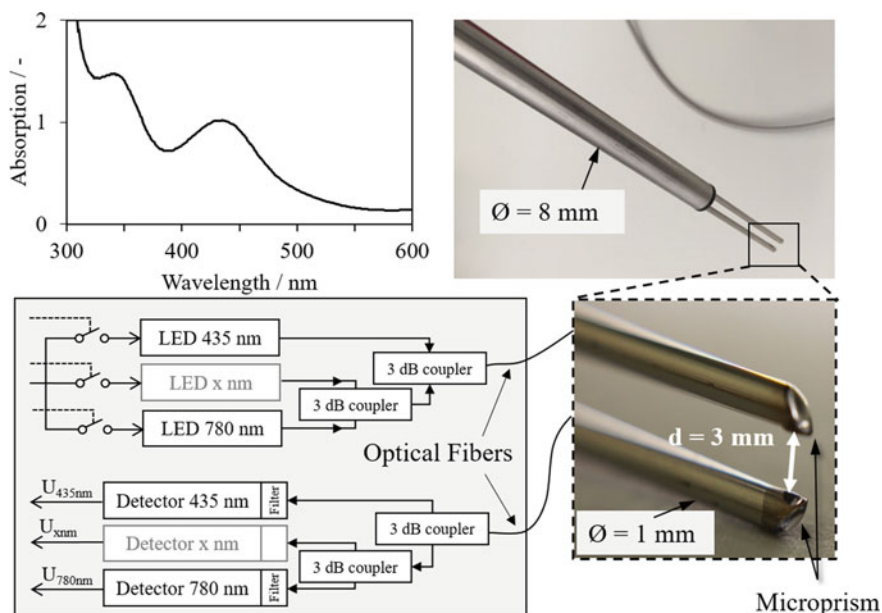 2
1
0
Absorption / -
300
400
500
600
Wavelength / nm
Ø = 8 mm
LED 435 nm
LED x nm
LED 780 nm
3 dB coupler
3 dB coupler
Optical Fibers
U435nm
Detector 435 nm
Filter
Uxnm
Detector x nm
U780nm
Detector 780 nm
Filter
3 dB coupler
3 dB coupler
d = 3 mm
Ø = 1 mm
Microprism